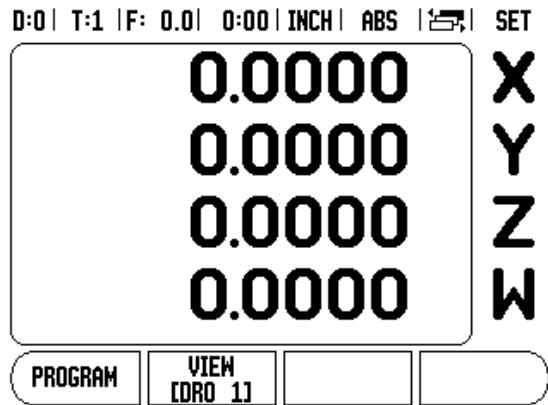 D:0 | T:1 | F: 0.0 | 0:00 | INCH | ABS | | SET
0.0000 X
0.0000 Y
0.0000 Z
0.0000 W
PROGRAM VIEW
[DRO 1]